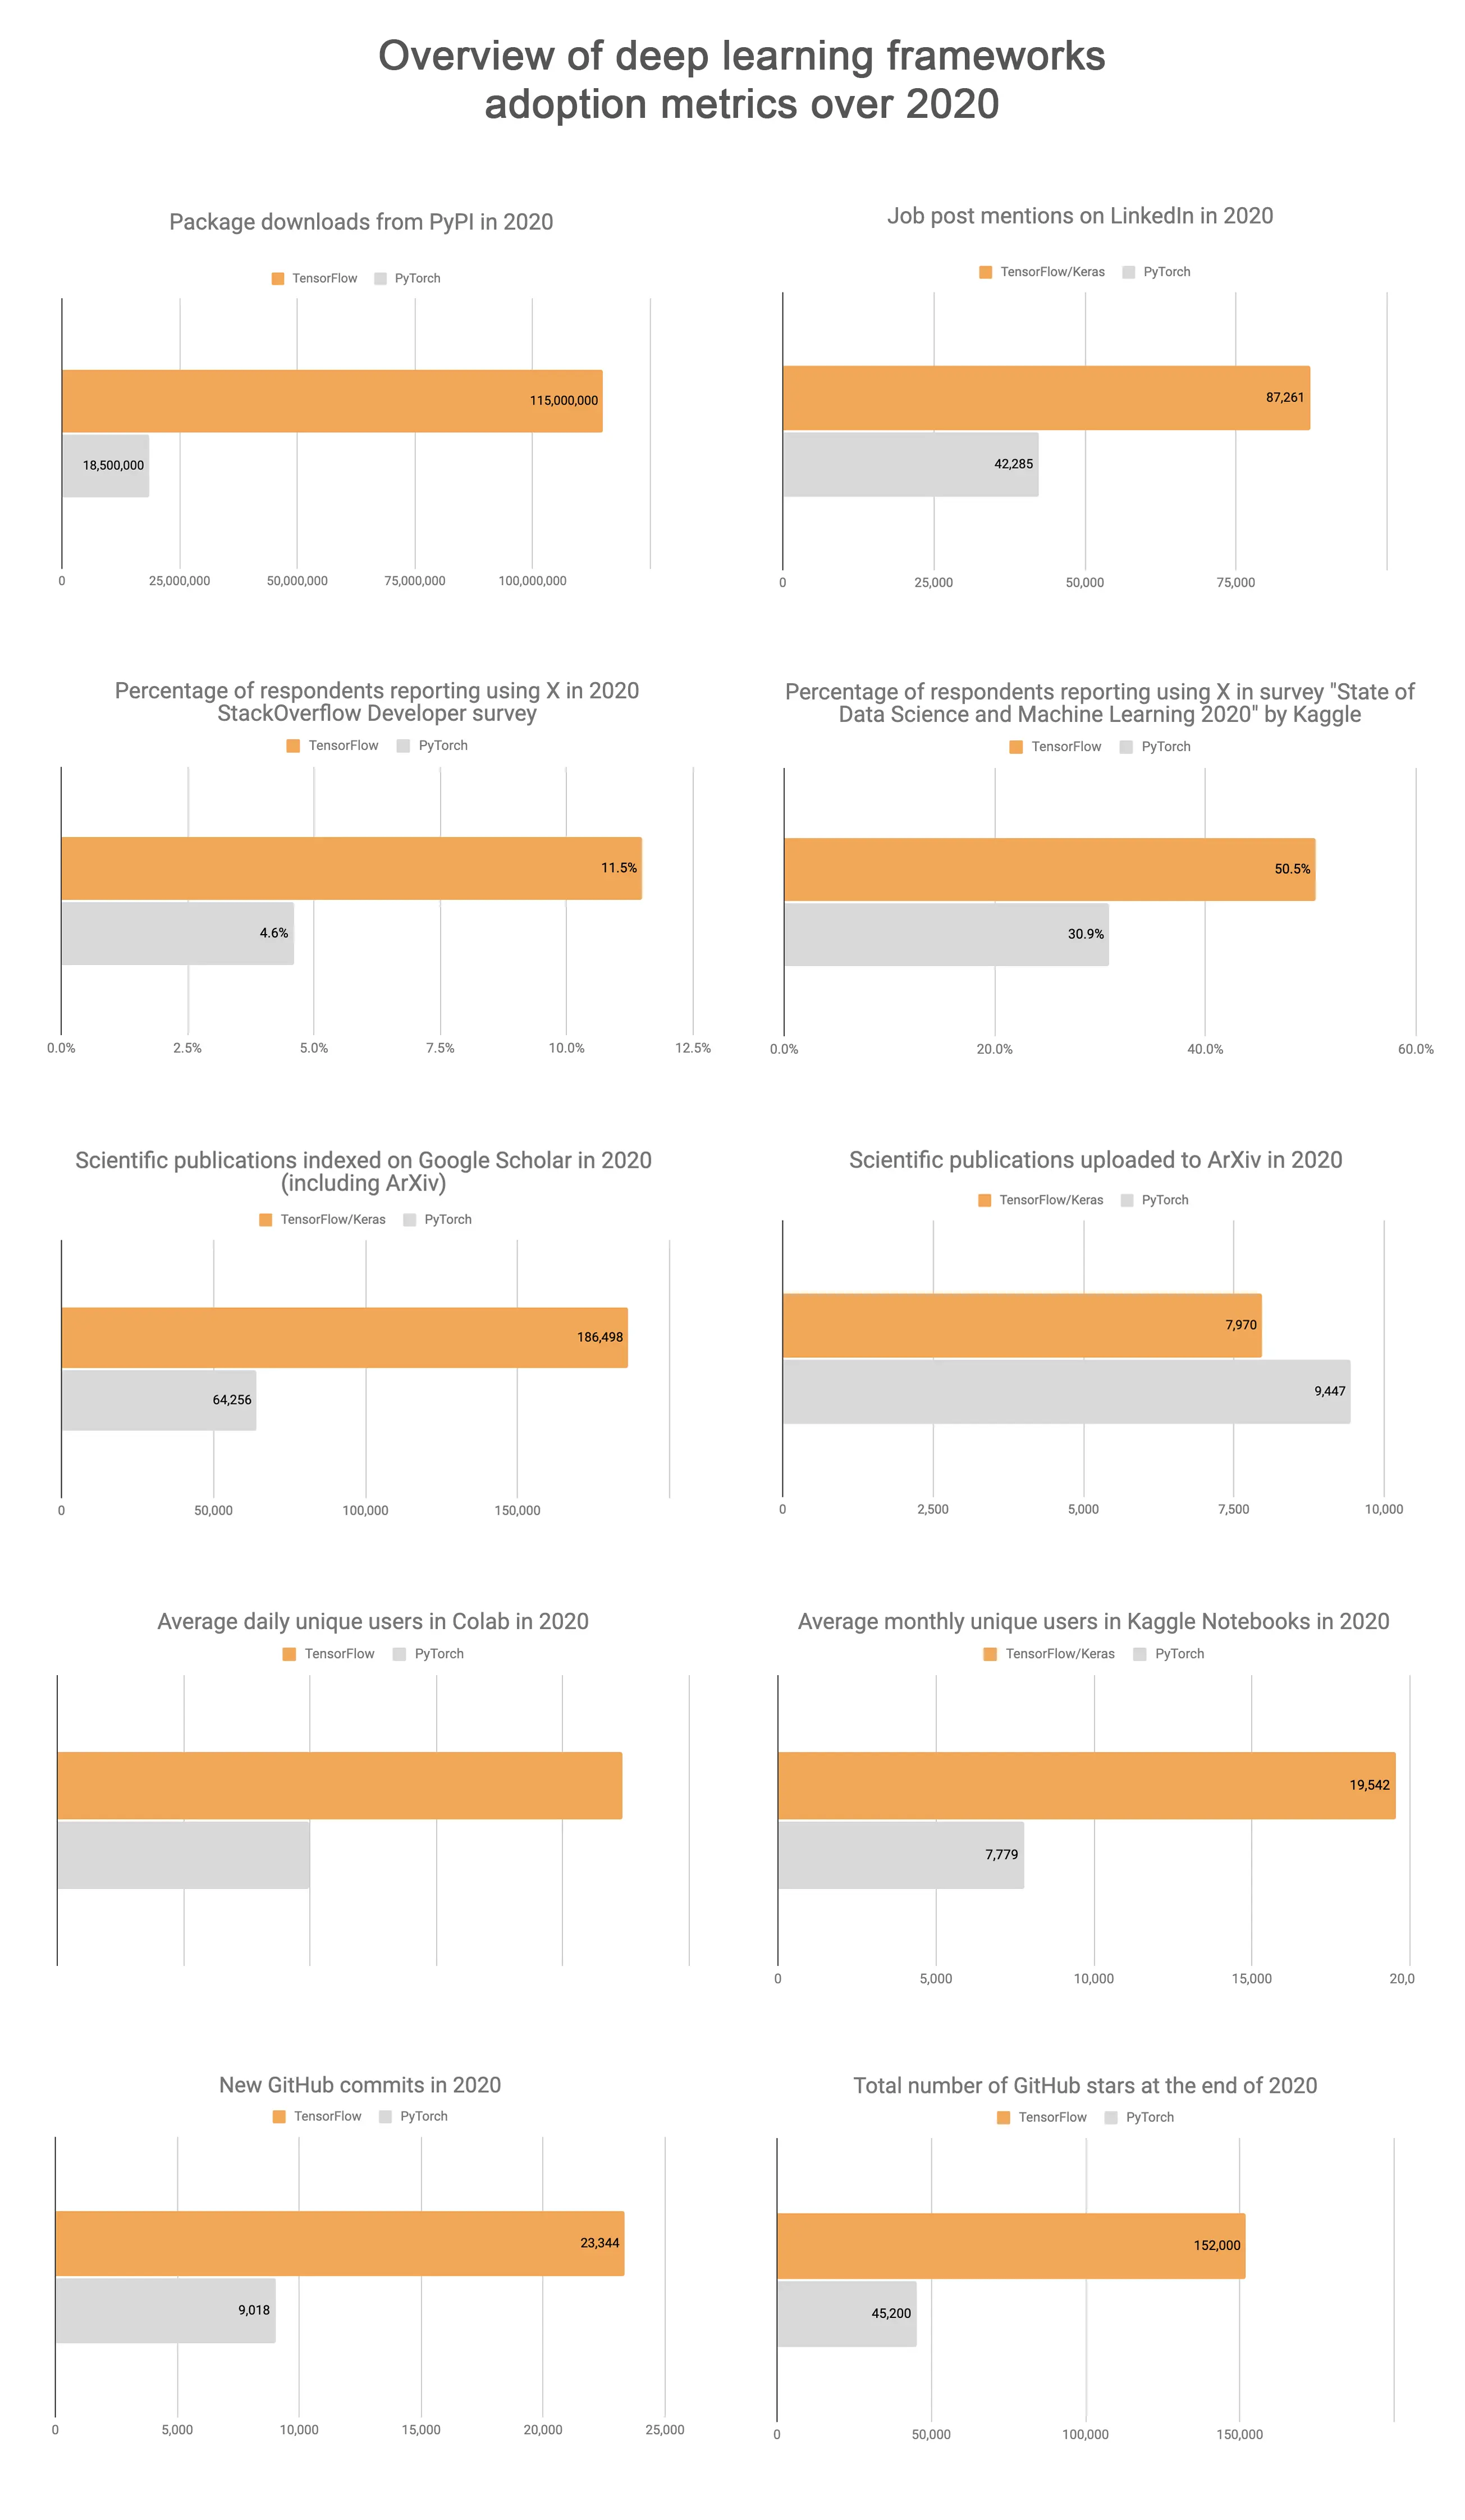 Overview of deep learning frameworks
adoption metrics over 2020
Package downloads from PyPI in 2020
TensorFlow PyTorch
115,000,000
18,500,000
0 25,000,000 50,000,000 75,000,000 100,000,000
Job post mentions on LinkedIn in 2020
TensorFlow/Keras PyTorch
87,261
42,285
0 25,000 50,000 75,000
Percentage of respondents reporting using X in 2020
StackOverflow Developer survey
TensorFlow PyTorch
11.5%
4.6%
0.0% 2.5% 5.0% 7.5% 10.0% 12.5%
Percentage of respondents reporting using X in survey "State of
Data Science and Machine Learning 2020" by Kaggle
TensorFlow PyTorch
50.5%
30.9%
0.0% 20.0% 40.0% 60.0%
Scientific publications indexed on Google Scholar in 2020
(including ArXiv)
TensorFlow/Keras PyTorch
186,498
64,256
0 50,000 100,000 150,000
Scientific publications uploaded to ArXiv in 2020
TensorFlow/Keras PyTorch
7,970
9,447
0 2,500 5,000 7,500 10,000
Average daily unique users in Colab in 2020
TensorFlow PyTorch
Average monthly unique users in Kaggle Notebooks in 2020
TensorFlow/Keras PyTorch
19,542
7,779
0 5,000 10,000 15,000 20,0
New GitHub commits in 2020
TensorFlow PyTorch
23,344
9,018
0 5,000 10,000 15,000 20,000 25,000
Total number of GitHub stars at the end of 2020
TensorFlow PyTorch
152,000
45,200
0 50,000 100,000 150,000